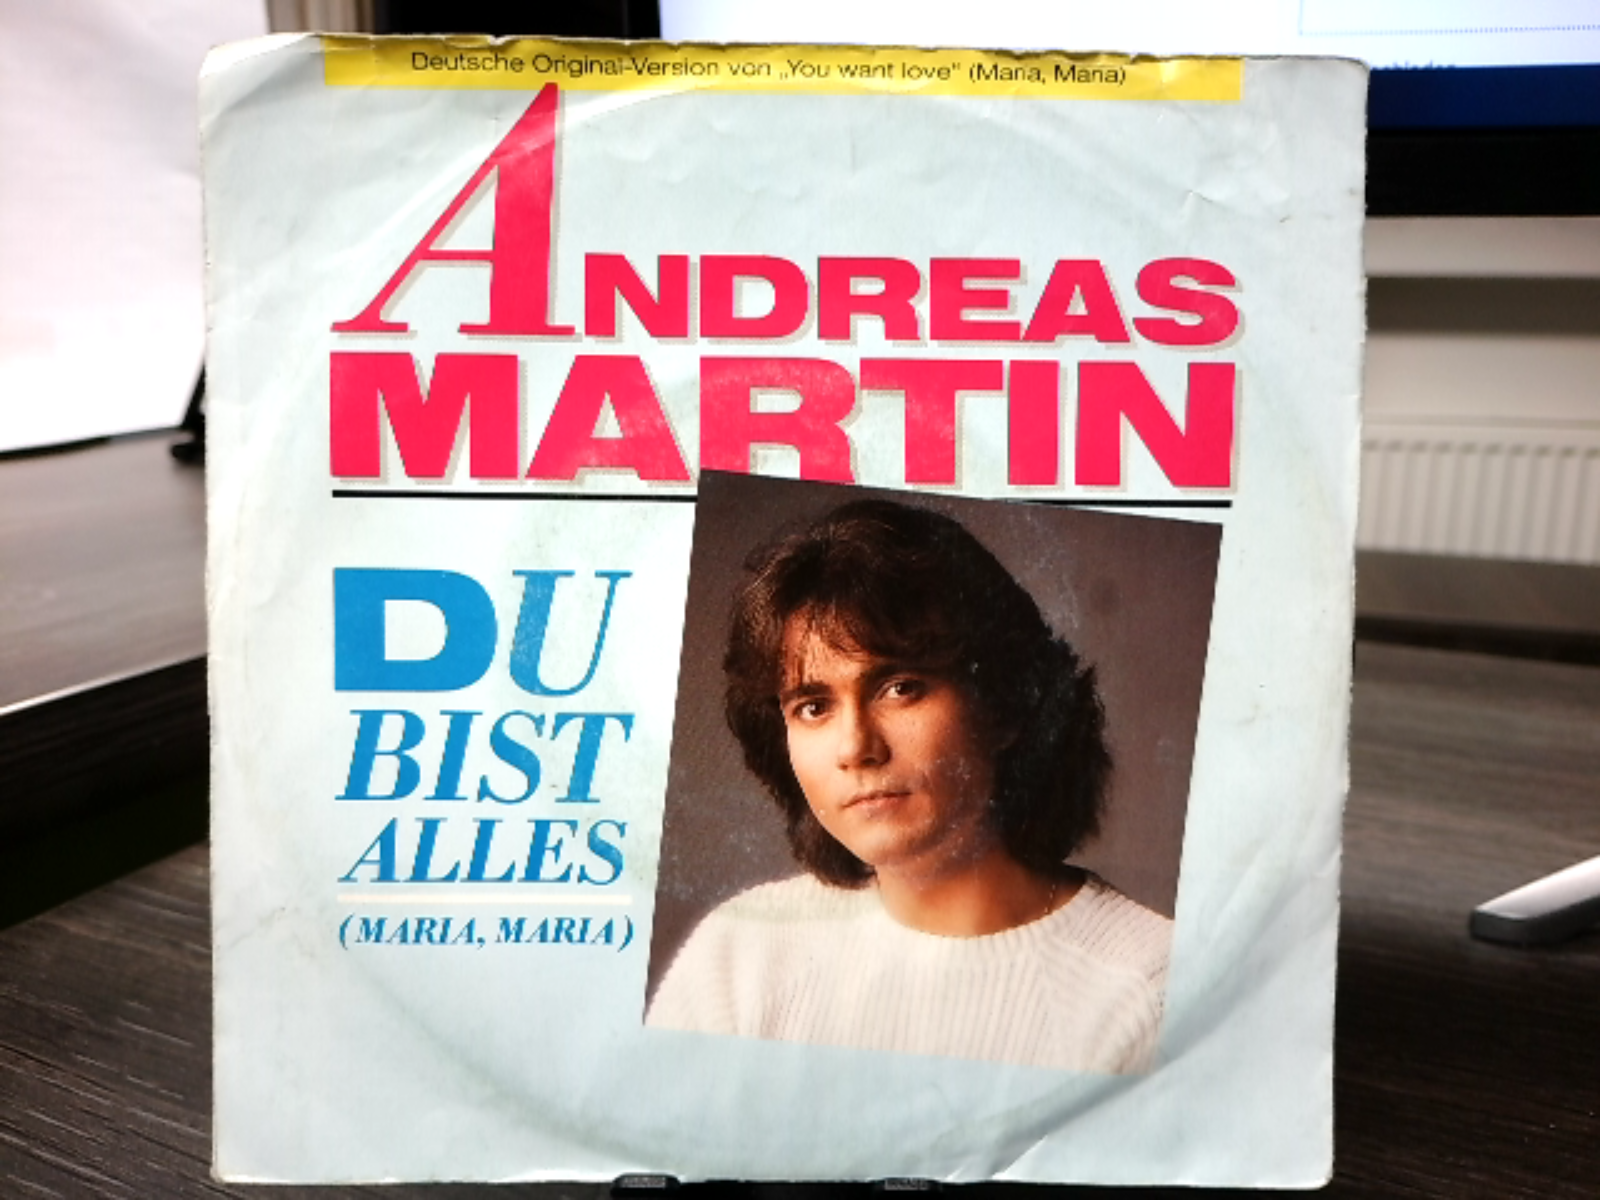 Deutsche Original-Version von „You want love" (Maria, Maria)
ANDREAS
MARTIN
DU
BIST
ALLES
(MARIA, MARIA)